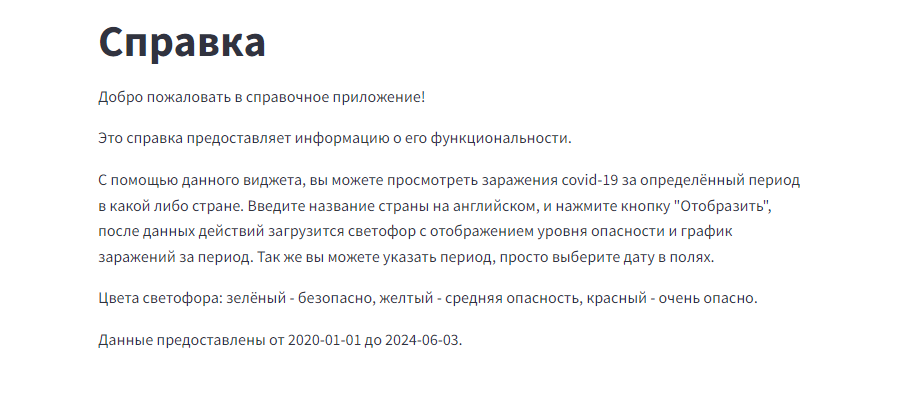 Справка
Добро пожаловать в справочное приложение!
Это справка предоставляет информацию о его функциональности.
С помощью данного виджета, вы можете просмотреть заражения covid-19 за определённый период
в какой либо стране. Введите название страны на английском, и нажмите кнопку "Отобразить",
после данных действий загрузится светофор с отображением уровня опасности и график
заражений за период. Так же вы можете указать период, просто выберите дату в полях.
Цвета светофора: зелёный - безопасно, желтый - средняя опасность, красный - очень опасно.
Данные предоставлены от 2020-01-01 до 2024-06-03.